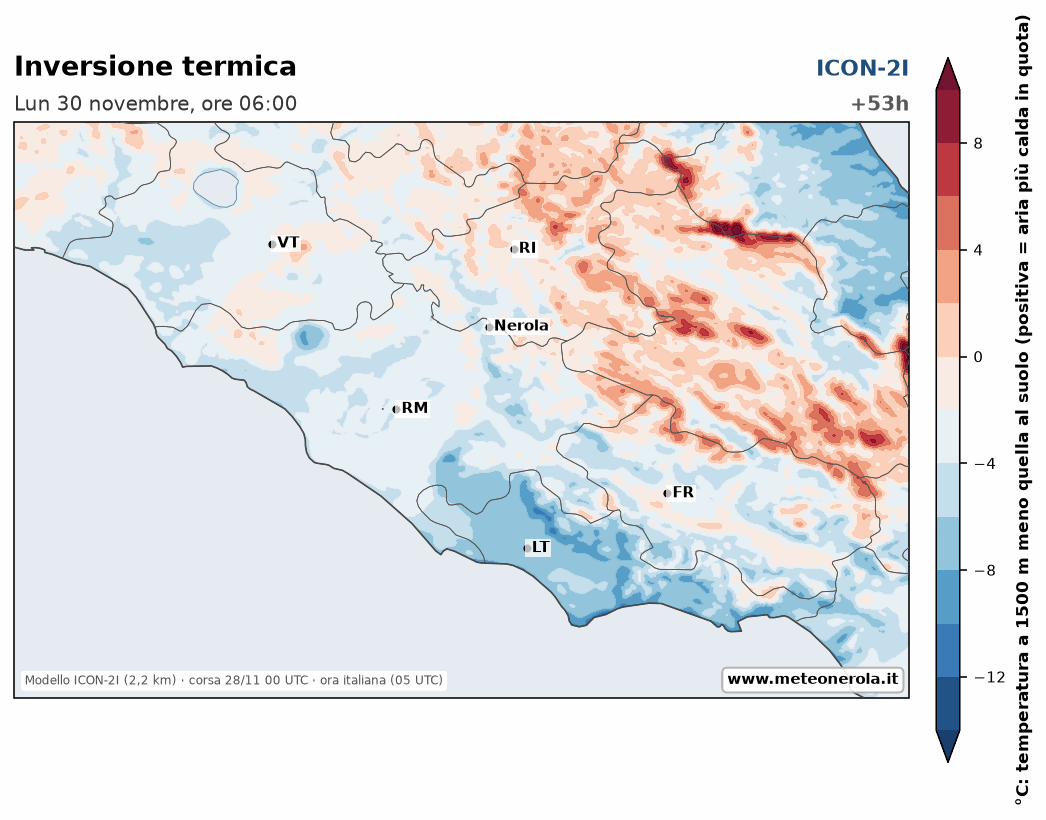 Inversione termica
ICON-2I
Lun 30 novembre, ore 06:00
+53h
VT
RI
Nerola
RM
FR
LT
Modello ICON-2I (2,2 km) · corsa 28/11 00 UTC · ora italiana (05 UTC)
www.meteonerola.it
8
4
0
−4
−8
−12
°C: temperatura a 1500 m meno quella al suolo (positiva = aria più calda in quota)